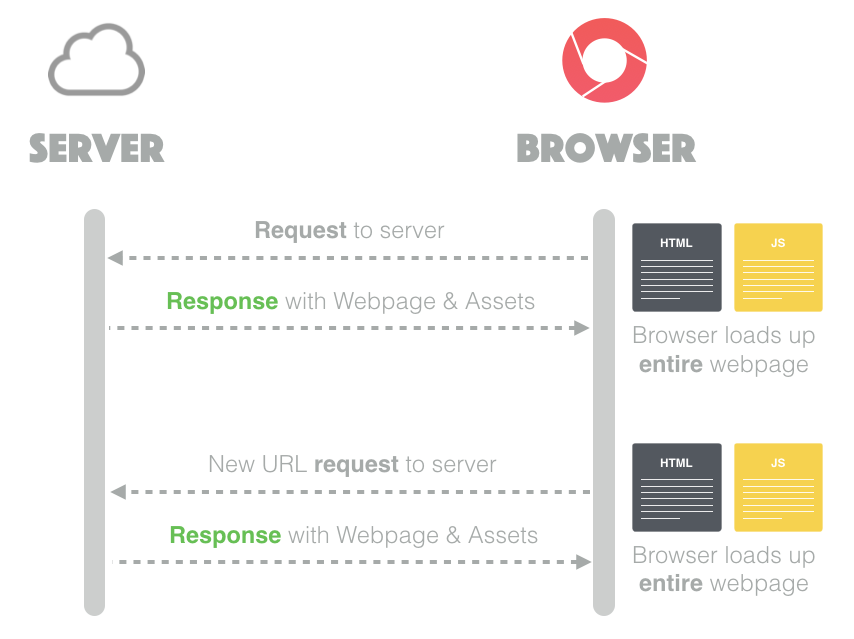 SERVER
BROWSER
Request to server
HTML
JS
Response with Webpage & Assets
Browser loads up
entire webpage
New URL request to server
HTML
JS
Response with Webpage & Assets
Browser loads up
entire webpage